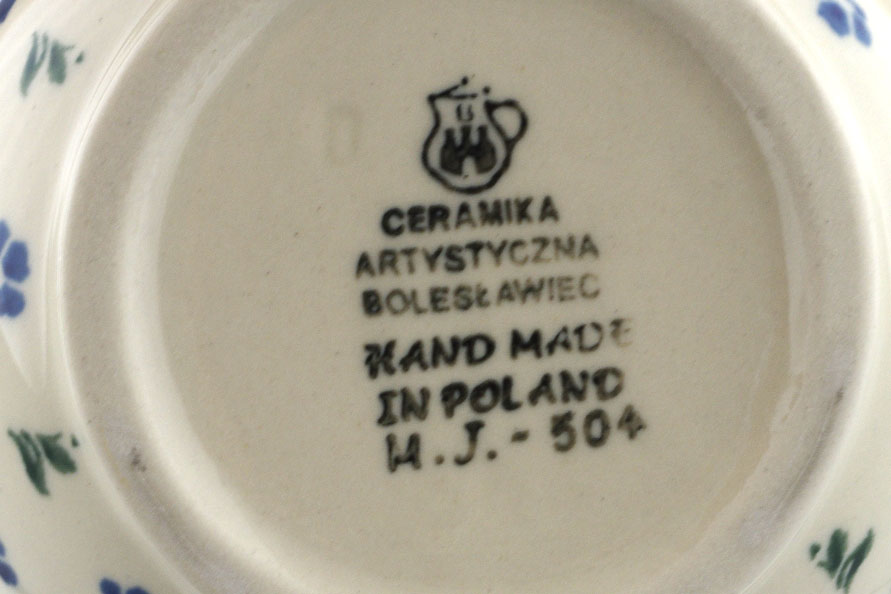 B
CERAMIKA
ARTYSTYCZNA
BOLESŁAWIEC
HAND MADE
IN POLAND
M.J.-504